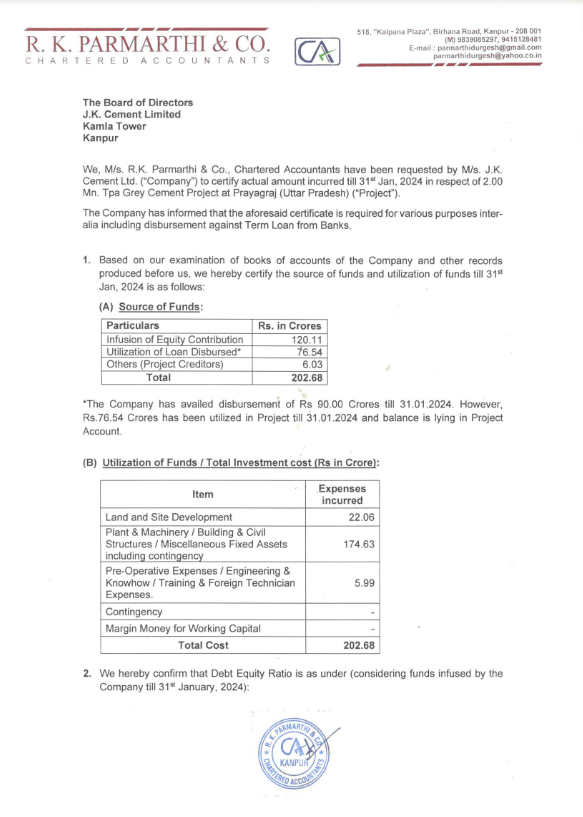 R. K. PARMARTHI & CO.
CHARTERED ACCOUNTANTS
CA
518, "Kalpana Plaza", Birhana Road, Kanpur - 208 001
(M) 9839085297, 9415128481
E-mail.: parmarthidurgesh@gmail.com
parmarthidurgesh@yahoo.co.in
The Board of Directors
J.K. Cement Limited
Kamla Tower
Kanpur
We, M/s. R.K. Parmarthi & Co., Chartered Accountants have been requested by M/s. J.K.
Cement Ltd. ("Company") to certify actual amount incurred till 31st Jan, 2024 in respect of 2.00
Mn. Tpa Grey Cement Project at Prayagraj (Uttar Pradesh) ("Project").
The Company has informed that the aforesaid certificate is required for various purposes inter-
alia including disbursement against Term Loan from Banks.
1. Based on our examination of books of accounts of the Company and other records
produced before us, we hereby certify the source of funds and utilization of funds till 31st
Jan, 2024 is as follows:
(A) Source of Funds:
Particulars Rs. in Crores
Infusion of Equity Contribution 120.11
Utilization of Loan Disbursed* 76.54
Others (Project Creditors) 6.03
Total 202.68
*The Company has availed disbursement of Rs 90.00 Crores till 31.01.2024. However,
Rs.76.54 Crores has been utilized in Project till 31.01.2024 and balance is lying in Project
Account.
(B) Utilization of Funds / Total Investment cost (Rs in Crore):
Item Expenses incurred
Land and Site Development 22.06
Plant & Machinery / Building & Civil
Structures / Miscellaneous Fixed Assets 174.63
including contingency
Pre-Operative Expenses / Engineering &
Knowhow / Training & Foreign Technician 5.99
Expenses.
Contingency -
Margin Money for Working Capital -
Total Cost 202.68
2. We hereby confirm that Debt Equity Ratio is as under (considering funds infused by the
Company till 31st January, 2024):
R. K. PARMARTHI & CO.
CA
KANPUR
CHARTERED ACCOUNTANTS